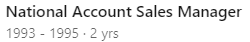 National Account Sales Manager
1993 - 1995 · 2 yrs